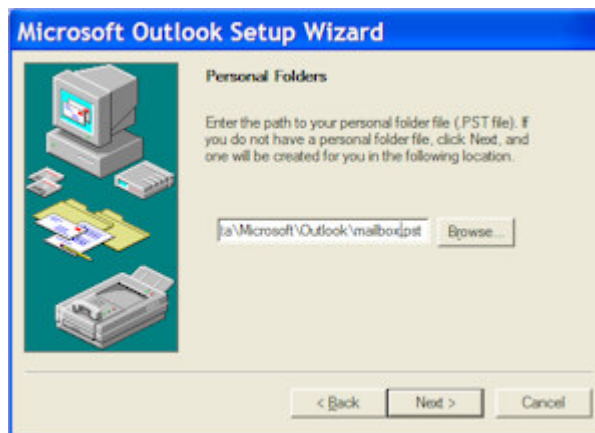 Microsoft Outlook Setup Wizard
Personal Folders
Enter the path to your personal folder file (.PST file). If
you do not have a personal folder file, click Next, and
one will be created for you in the following location.
ta\Microsoft\Outlook\mailbox.pst
Browse...
< Back
Next >
Cancel